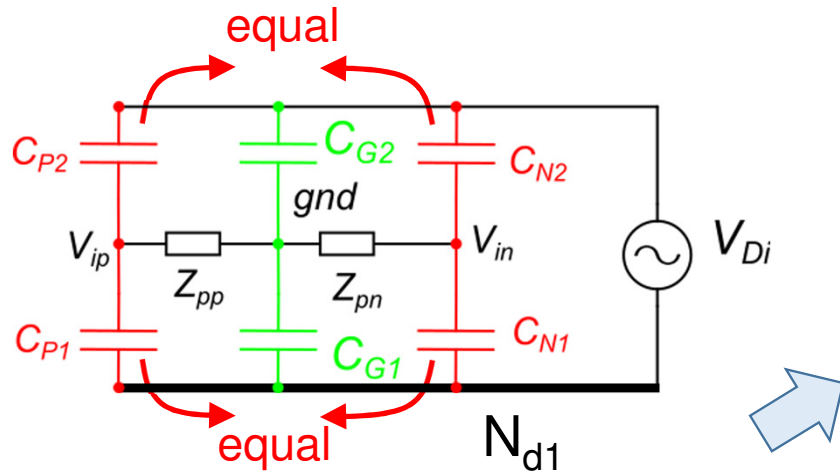 equal
C_{P2}
C_{G2}
C_{N2}
gnd
V_{ip}
V_{in}
V_{Di}
Z_{pp}
Z_{pn}
C_{P1}
C_{G1}
C_{N1}
equal
N_{d1}